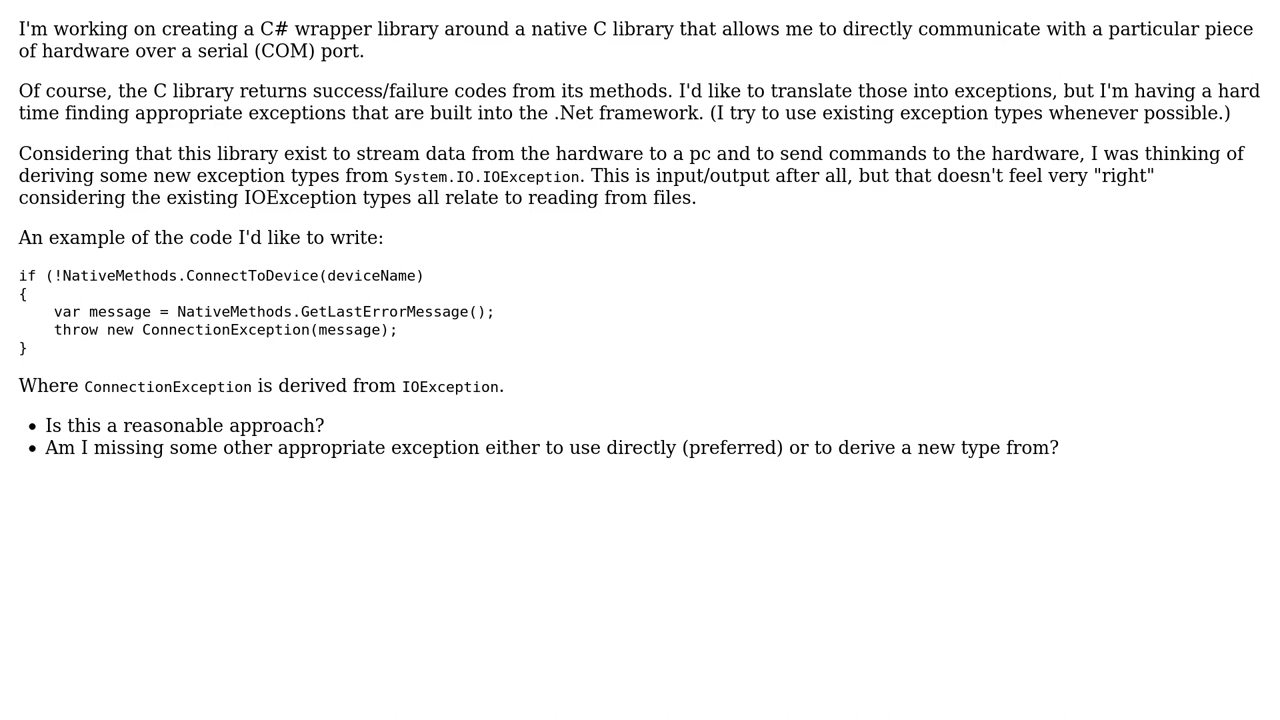 I'm working on creating a C# wrapper library around a native C library that allows me to directly communicate with a particular piece
of hardware over a serial (COM) port.
Of course, the C library returns success/failure codes from its methods. I'd like to translate those into exceptions, but I'm having a hard
time finding appropriate exceptions that are built into the .Net framework. (I try to use existing exception types whenever possible.)
Considering that this library exist to stream data from the hardware to a pc and to send commands to the hardware, I was thinking of
deriving some new exception types from System.IO.IOException. This is input/output after all, but that doesn't feel very "right"
considering the existing IOException types all relate to reading from files.
An example of the code I'd like to write:
if (!NativeMethods.ConnectToDevice(deviceName)
{
    var message = NativeMethods.GetLastErrorMessage();
    throw new ConnectionException(message);
}
Where ConnectionException is derived from IOException.
• Is this a reasonable approach?
• Am I missing some other appropriate exception either to use directly (preferred) or to derive a new type from?